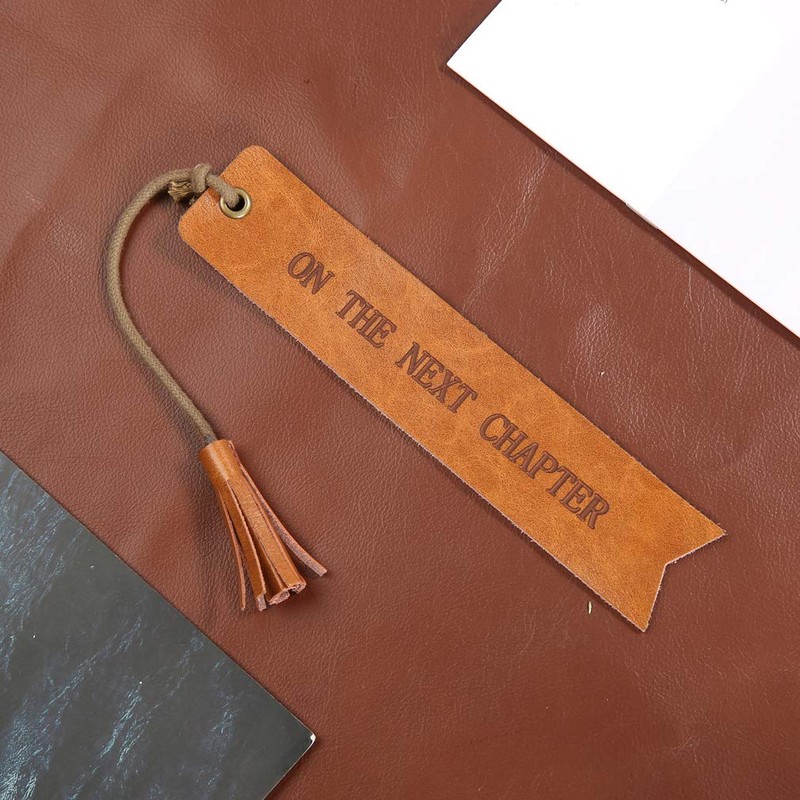 ON THE NEXT CHAPTER